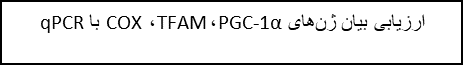 ارزیابی بیان ژن‌های PGC-1α، TFAM، COX با qPCR